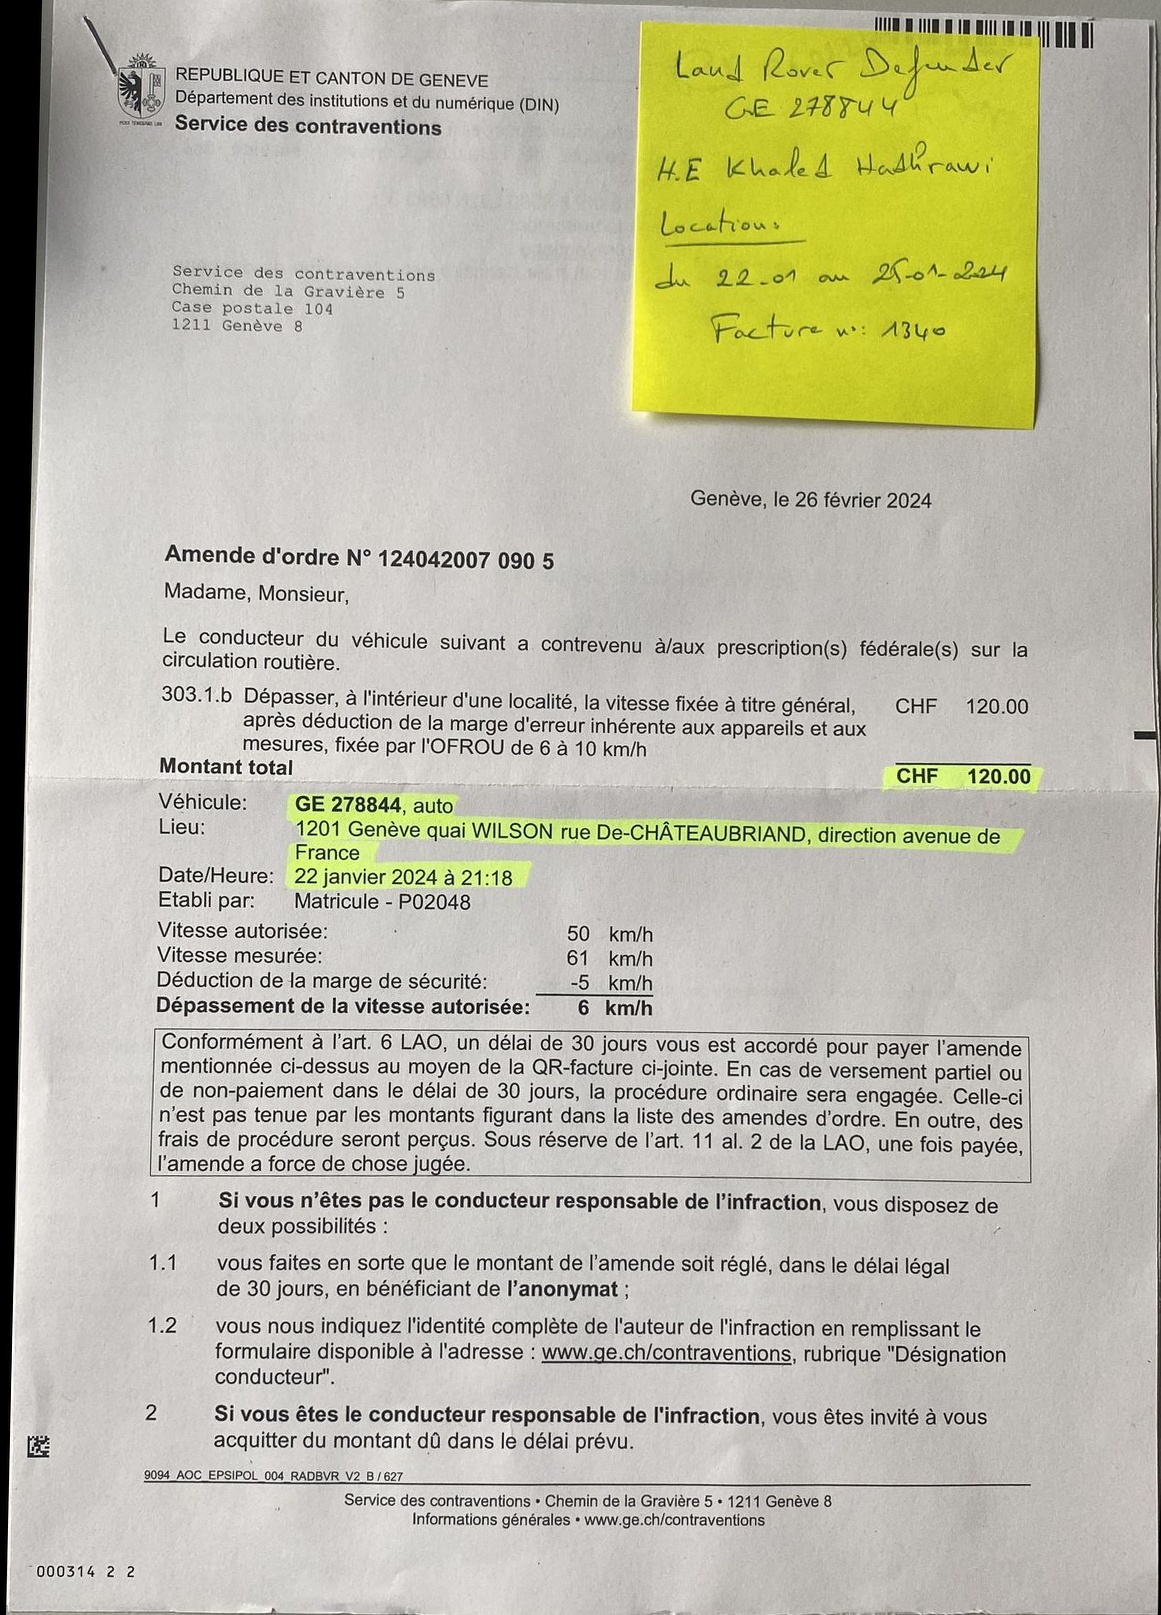 REPUBLIQUE ET CANTON DE GENEVE
Département des institutions et du numérique (DIN)
Service des contraventions
Land Rover Defender
GE 278844
H.E Khaled Hadhrawi
Location:
du 22-01 au 25-01-2024
Facture n°: 1340
Service des contraventions
Chemin de la Gravière 5
Case postale 104
1211 Genève 8
Genève, le 26 février 2024
Amende d'ordre N° 124042007 090 5
Madame, Monsieur,
Le conducteur du véhicule suivant a contrevenu à/aux prescription(s) fédérale(s) sur la
circulation routière.
303.1.b Dépasser, à l'intérieur d'une localité, la vitesse fixée à titre général, CHF 120.00
après déduction de la marge d'erreur inhérente aux appareils et aux
mesures, fixée par l'OFROU de 6 à 10 km/h
Montant total CHF 120.00
Véhicule: GE 278844, auto
Lieu: 1201 Genève quai WILSON rue De-CHÂTEAUBRIAND, direction avenue de
France
Date/Heure: 22 janvier 2024 à 21:18
Etabli par: Matricule - P02048
Vitesse autorisée: 50 km/h
Vitesse mesurée: 61 km/h
Déduction de la marge de sécurité: -5 km/h
Dépassement de la vitesse autorisée: 6 km/h
Conformément à l'art. 6 LAO, un délai de 30 jours vous est accordé pour payer l'amende
mentionnée ci-dessus au moyen de la QR-facture ci-jointe. En cas de versement partiel ou
de non-paiement dans le délai de 30 jours, la procédure ordinaire sera engagée. Celle-ci
n'est pas tenue par les montants figurant dans la liste des amendes d'ordre. En outre, des
frais de procédure seront perçus. Sous réserve de l'art. 11 al. 2 de la LAO, une fois payée,
l'amende a force de chose jugée.
1 Si vous n'êtes pas le conducteur responsable de l'infraction, vous disposez de
deux possibilités :
1.1 vous faites en sorte que le montant de l'amende soit réglé, dans le délai légal
de 30 jours, en bénéficiant de l'anonymat ;
1.2 vous nous indiquez l'identité complète de l'auteur de l'infraction en remplissant le
formulaire disponible à l'adresse : www.ge.ch/contraventions, rubrique "Désignation
conducteur".
2 Si vous êtes le conducteur responsable de l'infraction, vous êtes invité à vous
acquitter du montant dû dans le délai prévu.
9094_AOC_EPSIPOL_004_RADBVR_V2_B / 627
Service des contraventions • Chemin de la Gravière 5 • 1211 Genève 8
Informations générales • www.ge.ch/contraventions
000314 2 2